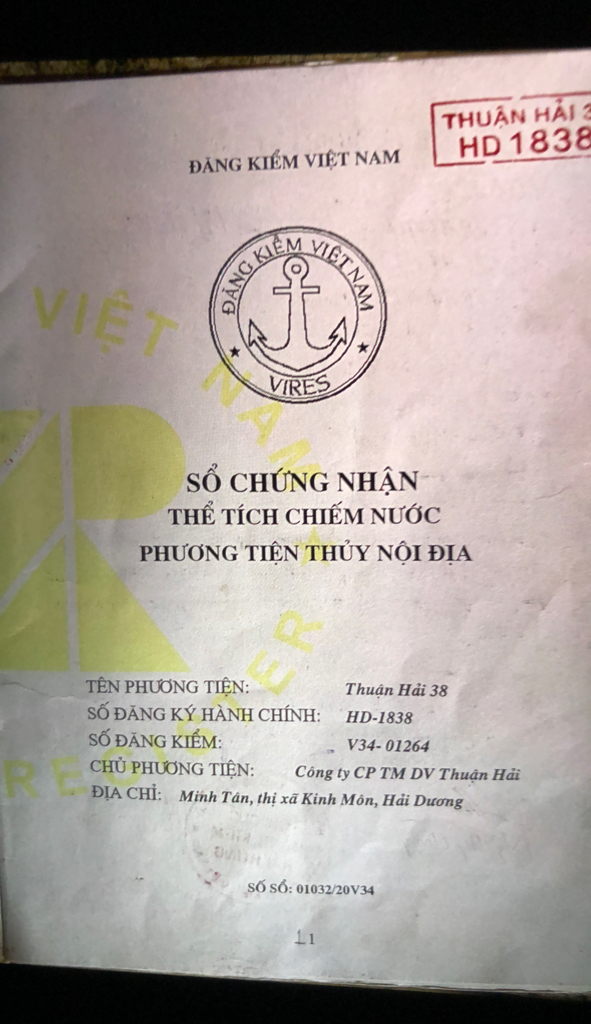 THUẬN HẢI 3
HD 1838
ĐĂNG KIỂM VIỆT NAM
ĐĂNG KIỂM VIỆT NAM
VIRES
VIỆT NAM
REGISTER
SỔ CHỨNG NHẬN
THỂ TÍCH CHIẾM NƯỚC
PHƯƠNG TIỆN THỦY NỘI ĐỊA
TÊN PHƯƠNG TIỆN: Thuận Hải 38
SỐ ĐĂNG KÝ HÀNH CHÍNH: HD-1838
SỐ ĐĂNG KIỂM: V34- 01264
CHỦ PHƯƠNG TIỆN: Công ty CP TM DV Thuận Hải
ĐỊA CHỈ: Minh Tân, thị xã Kinh Môn, Hải Dương
SỐ SỔ: 01032/20V34
1 1